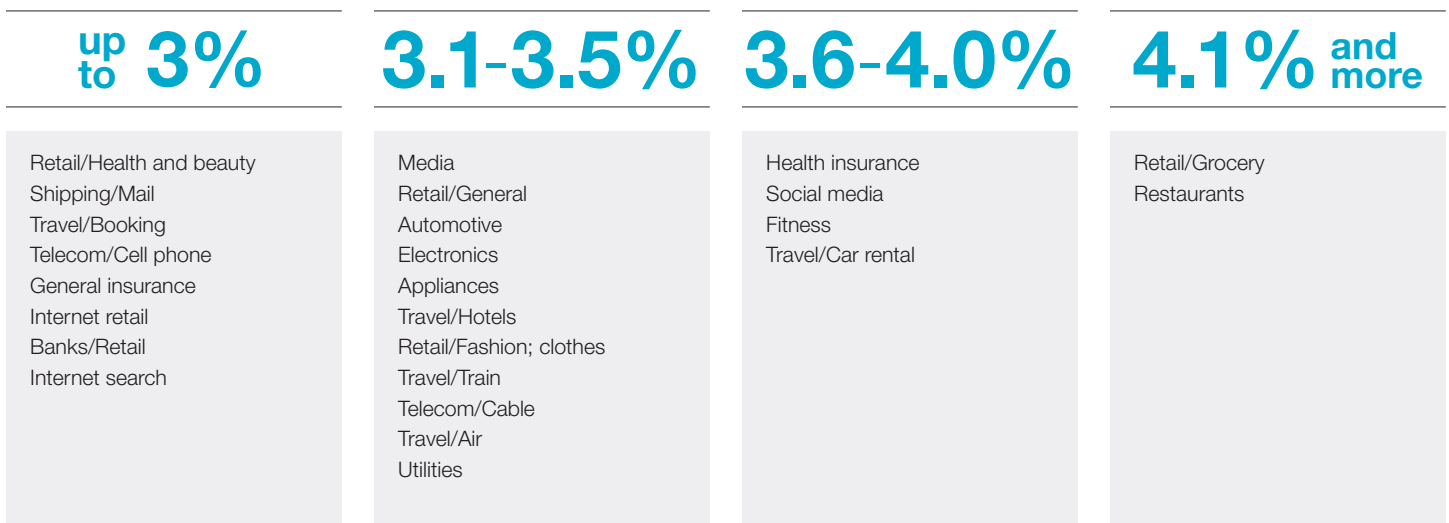 up to 3%
Retail/Health and beauty
Shipping/Mail
Travel/Booking
Telecom/Cell phone
General insurance
Internet retail
Banks/Retail
Internet search
3.1-3.5%
Media
Retail/General
Automotive
Electronics
Appliances
Travel/Hotels
Retail/Fashion; clothes
Travel/Train
Telecom/Cable
Travel/Air
Utilities
3.6-4.0%
Health insurance
Social media
Fitness
Travel/Car rental
4.1% and more
Retail/Grocery
Restaurants